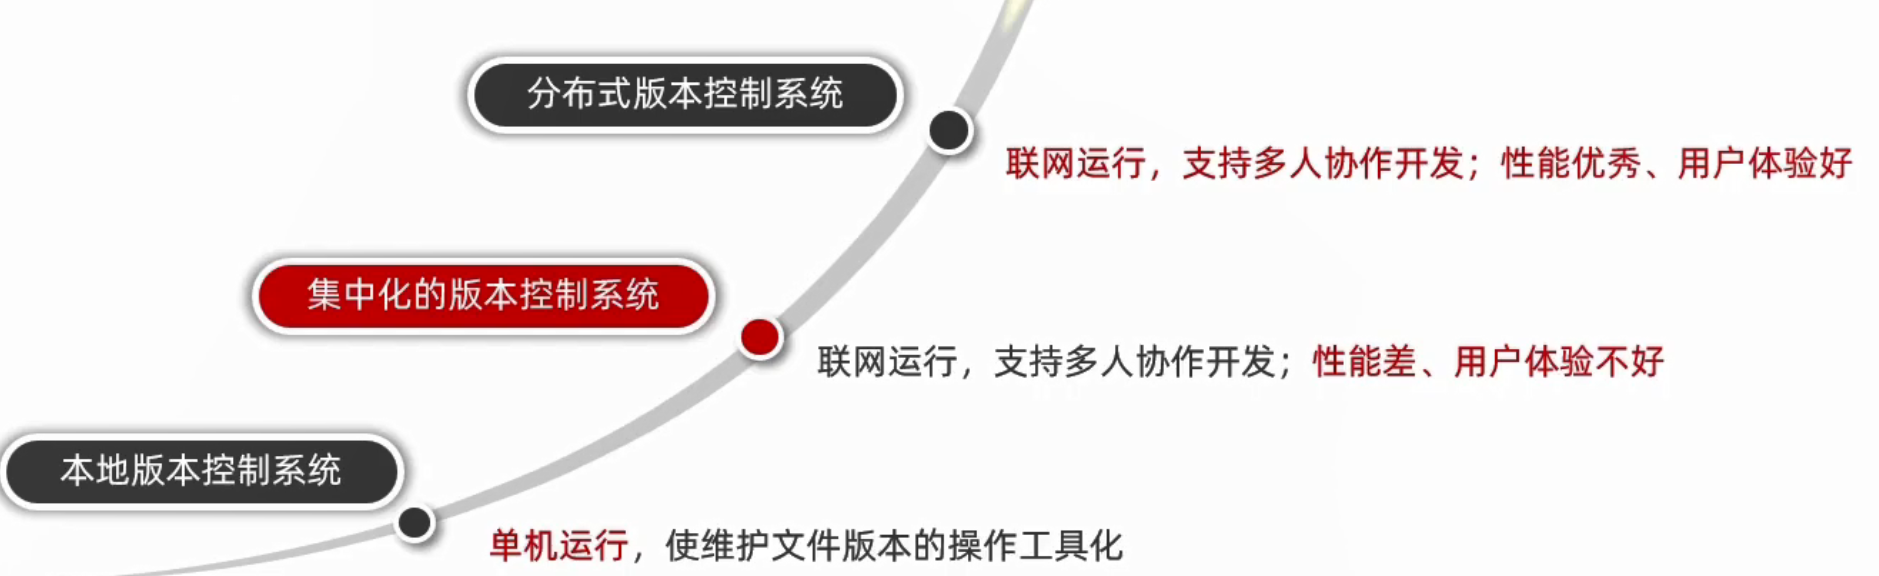 分布式版本控制系统
联网运行，支持多人协作开发；性能优秀、用户体验好
集中化的版本控制系统
联网运行，支持多人协作开发；性能差、用户体验不好
本地版本控制系统
单机运行，使维护文件版本的操作工具化